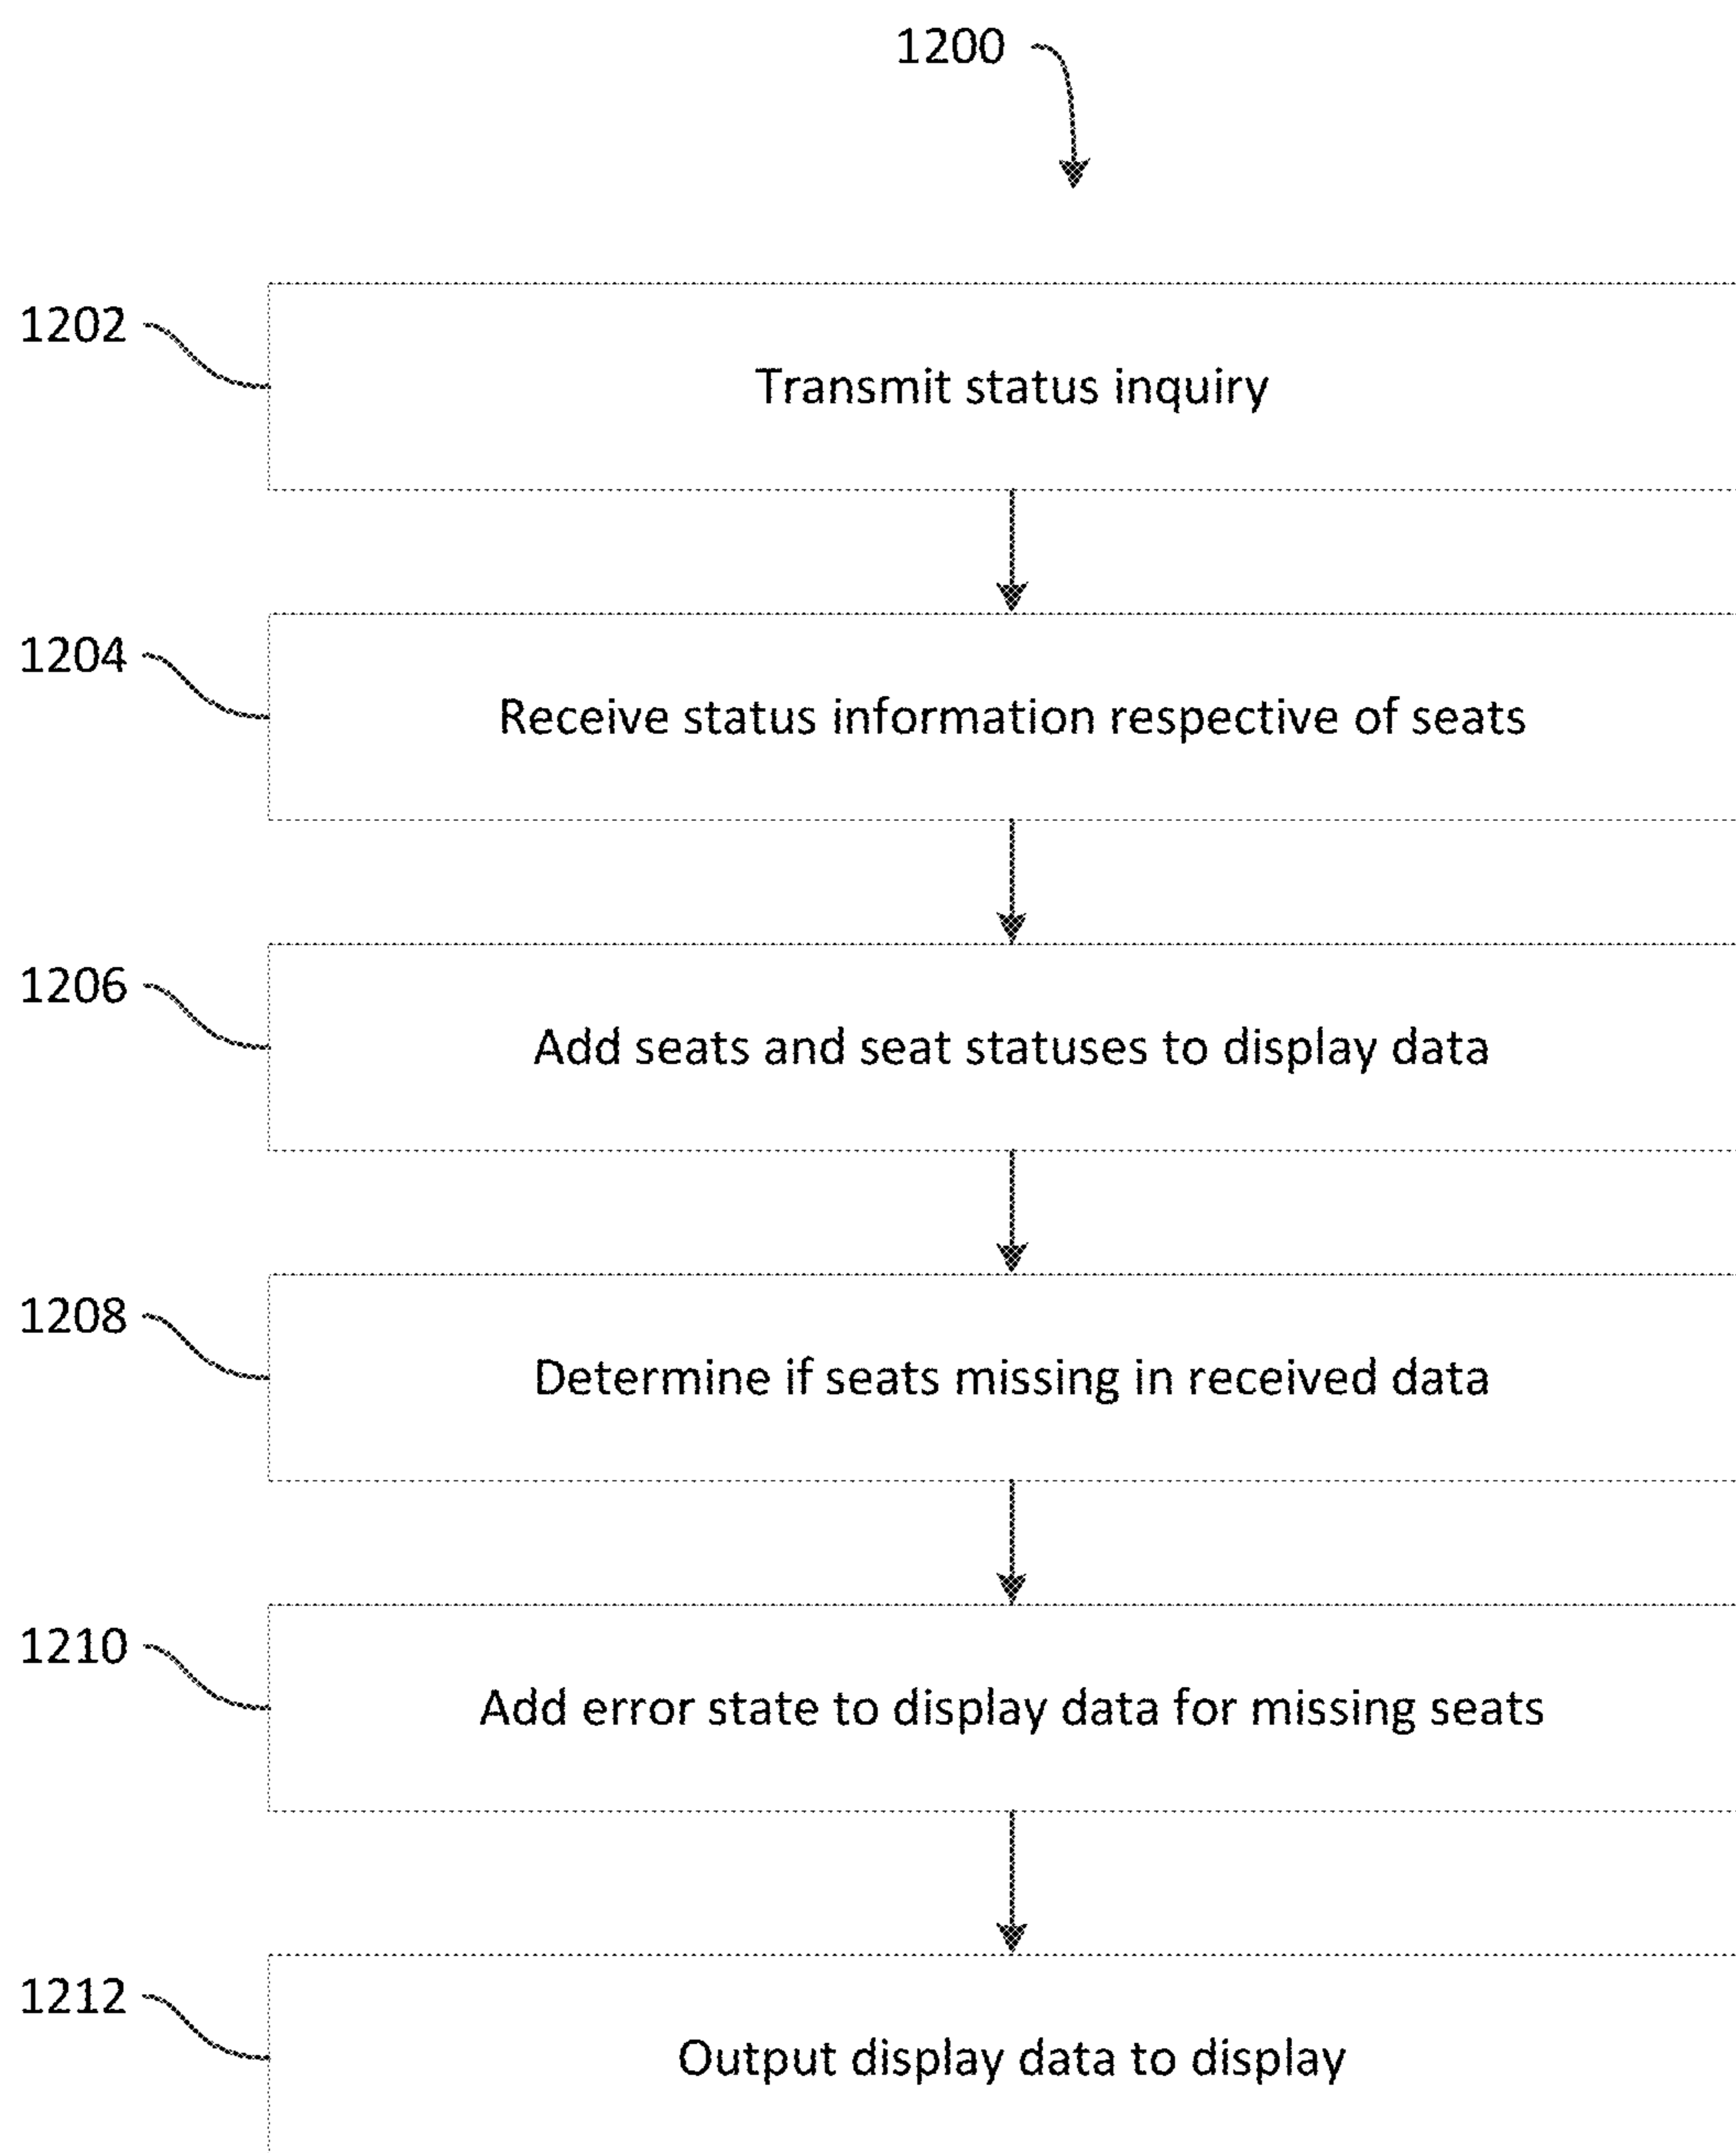 1200
1202
Transmit status inquiry
1204
Receive status information respective of seats
1206
Add seats and seat statuses to display data
1208
Determine if seats missing in received data
1210
Add error state to display data for missing seats
1212
Output display data to display